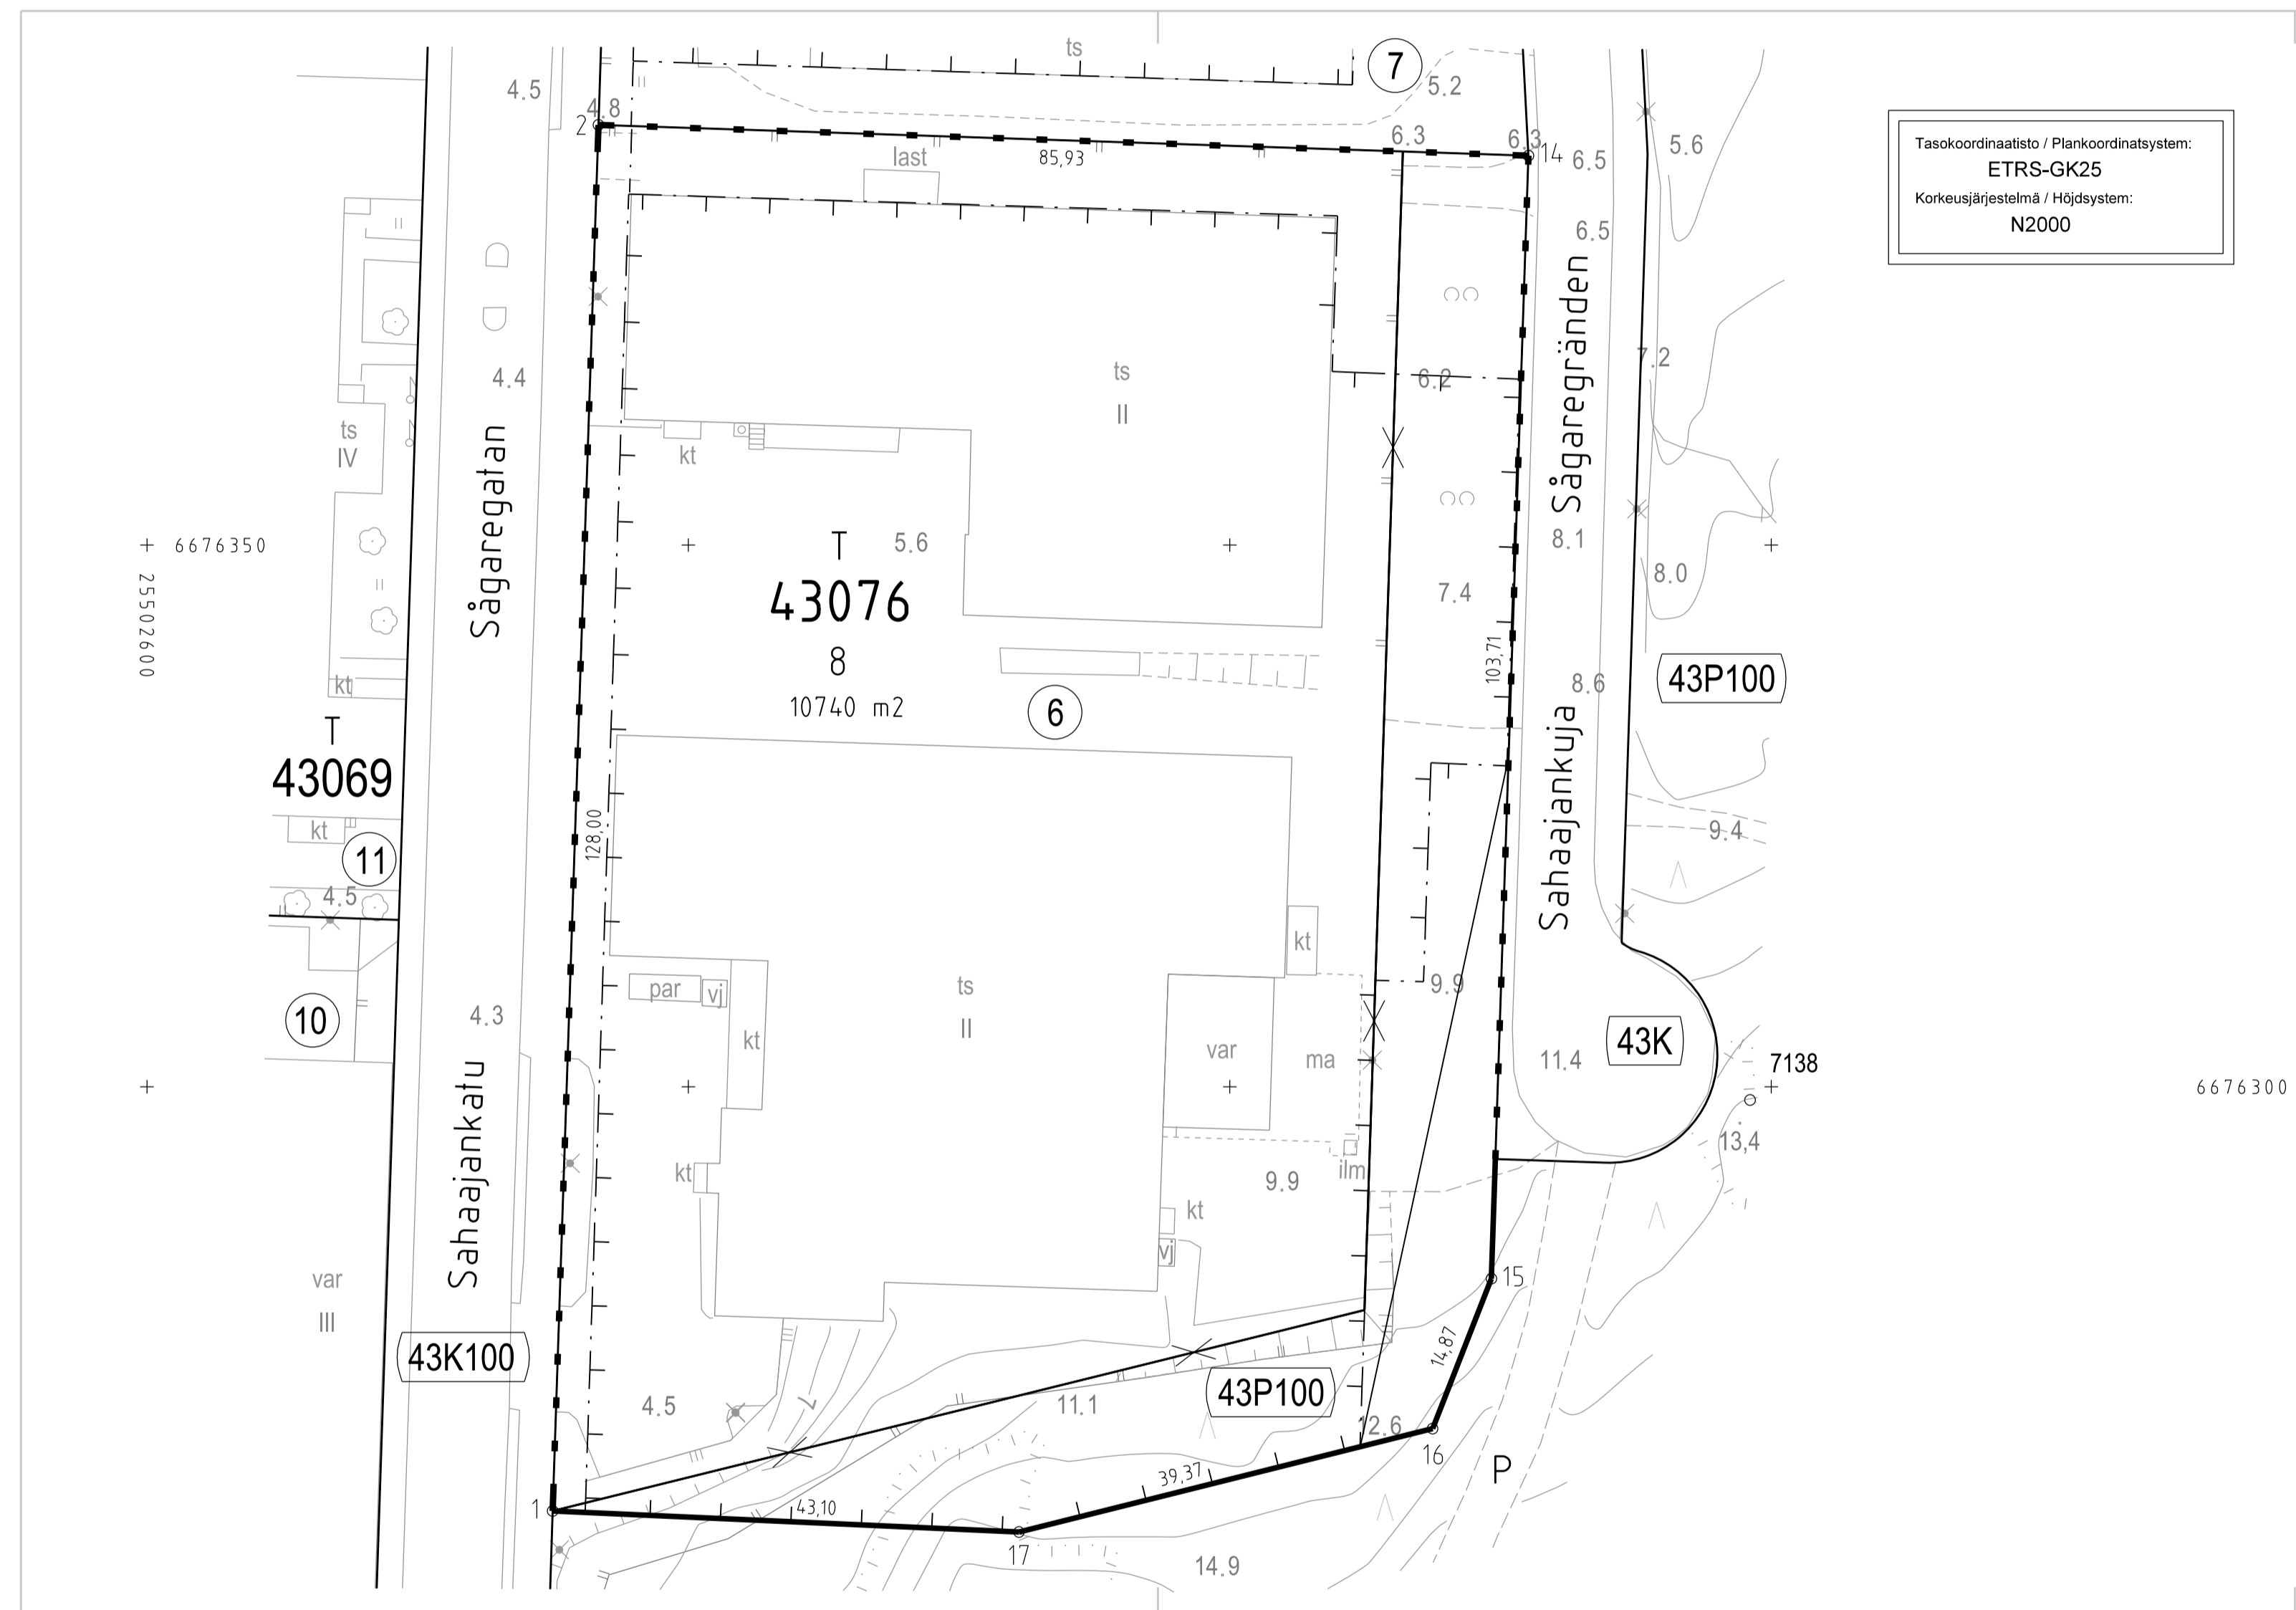 ts
7
4.5
5.2
4.8
2
6.3
6.3
14
6.5
5.6
last
85,93
Tasokoordinaatisto / Plankoordinatsystem:
ETRS-GK25
Korkeusjärjestelmä / Höjdsystem:
N2000
6.5
Sågaregränden
7.2
4.4
6.2
ts
II
ts
IV
kt
Sågaregatan
6676350
25502600
T
5.6
43076
8
10740 m2
6
8.1
8.0
7.4
103,71
8.6
43P100
kt
T
43069
kt
11
4.5
128,00
Sahaajankuja
9.4
10
4.3
par
vj
kt
ts
II
kt
var
ma
9.9
11.4
43K
7138
6676300
13,4
Sahaajankatu
kt
9.9
ilm
kt
vj
var
III
15
43K100
14,87
4.5
7
11.1
43P100
12.6
16
P
39,37
1
43,10
17
14.9